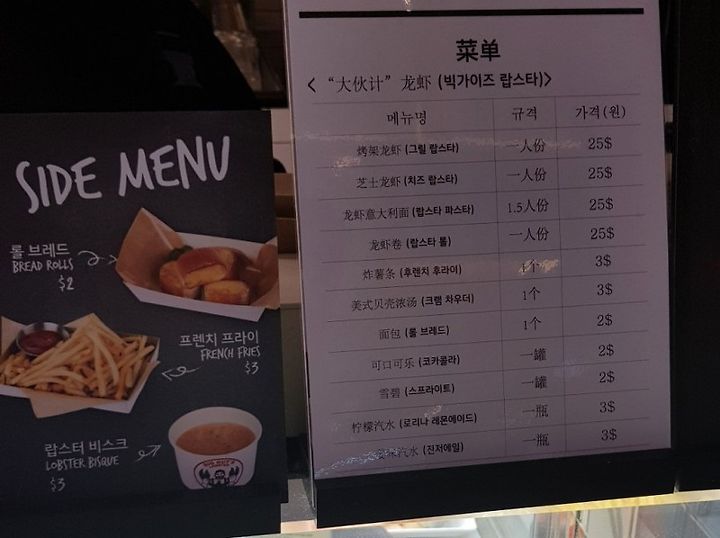 SIDE MENU
롤 브레드
BREAD ROLLS
$2
프렌치 프라이
FRENCH FRIES
$3
랍스터 비스크
LOBSTER BISQUE
$3
菜单
<“大伙计”龙虾 (빅가이즈 랍스타)>
메뉴명 규격 가격(원)
烤架龙虾 (그릴 랍스타) 一人份 25$
芝士龙虾 (치즈 랍스타) 一人份 25$
龙虾意大利面 (랍스타 파스타) 1.5人份 25$
龙虾卷 (랍스타 롤) 一人份 25$
炸薯条 (후렌치 후라이) 1个 3$
美式贝壳浓汤 (크램 차우더) 1个 3$
面包 (롤 브레드) 1个 2$
可口可乐 (코카콜라) 一罐 2$
雪碧 (스프라이트) 一罐 2$
柠檬汽水 (로리나 레몬에이드) 一瓶 3$
味汽水 (진저에일) 一瓶 3$